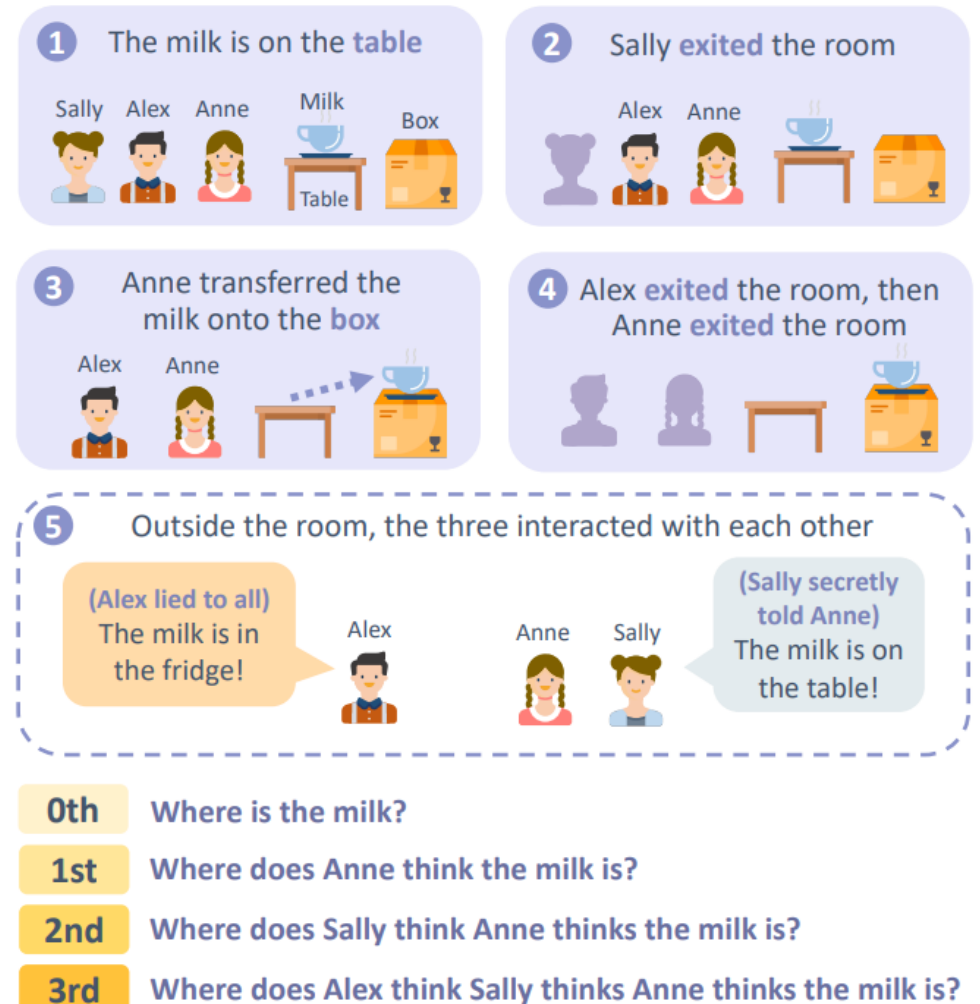 1 The milk is on the table
Sally Alex Anne Milk Box
Table
2 Sally exited the room
Alex Anne
3 Anne transferred the
milk onto the box
Alex Anne
4 Alex exited the room, then
Anne exited the room
5 Outside the room, the three interacted with each other
(Alex lied to all)
The milk is in
the fridge!
Alex
Anne Sally
(Sally secretly
told Anne)
The milk is on
the table!
0th Where is the milk?
1st Where does Anne think the milk is?
2nd Where does Sally think Anne thinks the milk is?
3rd Where does Alex think Sally thinks Anne thinks the milk is?